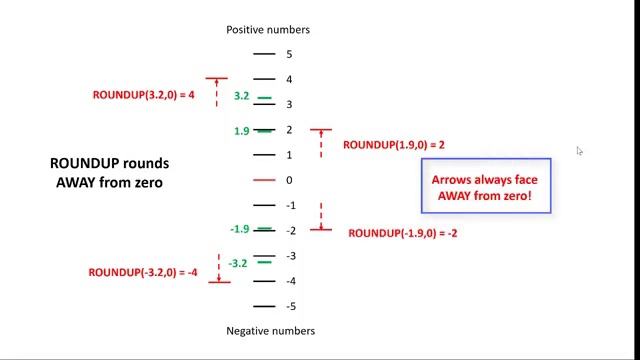 Positive numbers
5
4
ROUNDUP(3.2,0) = 4
3.2
3
1.9
2
ROUNDUP(1.9,0) = 2
1
ROUNDUP rounds
AWAY from zero
0
Arrows always face
AWAY from zero!
-1
-1.9
-2
ROUNDUP(-1.9,0) = -2
-3
-3.2
ROUNDUP(-3.2,0) = -4
-4
-5
Negative numbers